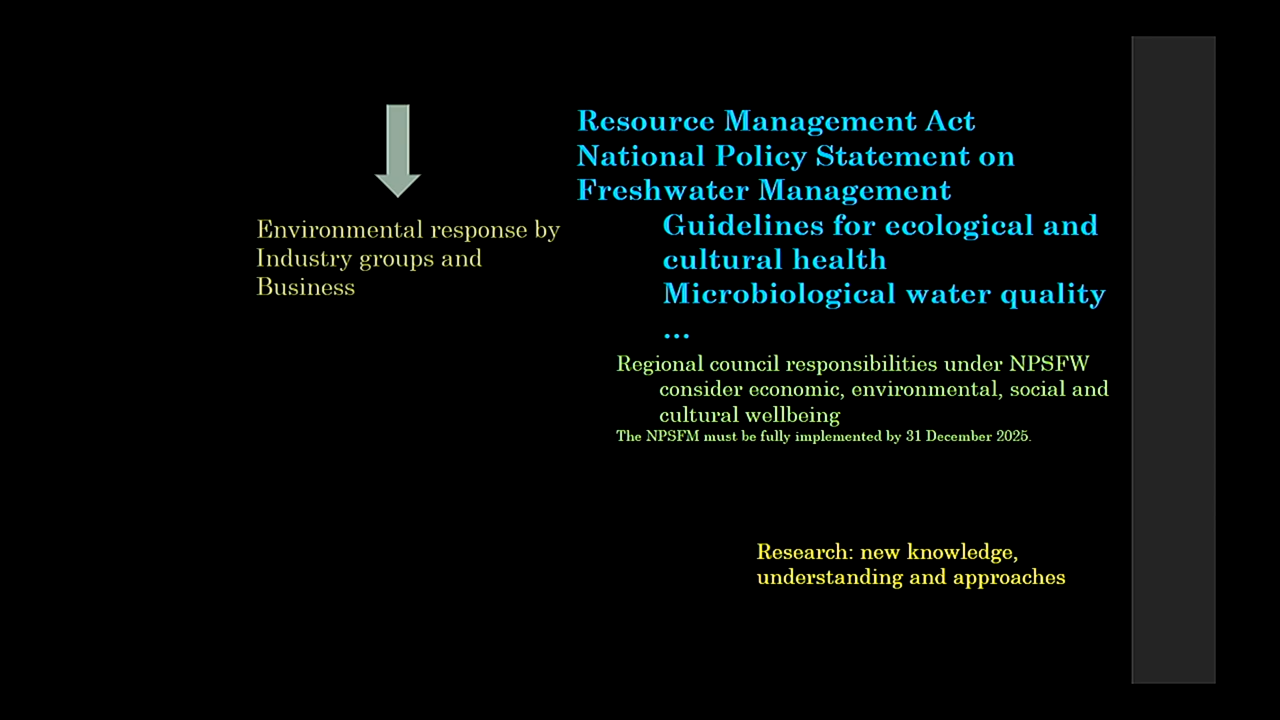 Resource Management Act
National Policy Statement on
Freshwater Management
Guidelines for ecological and
cultural health
Microbiological water quality
...
Environmental response by
Industry groups and
Business
Regional council responsibilities under NPSFW
consider economic, environmental, social and
cultural wellbeing
The NPSFM must be fully implemented by 31 December 2025.
Research: new knowledge,
understanding and approaches